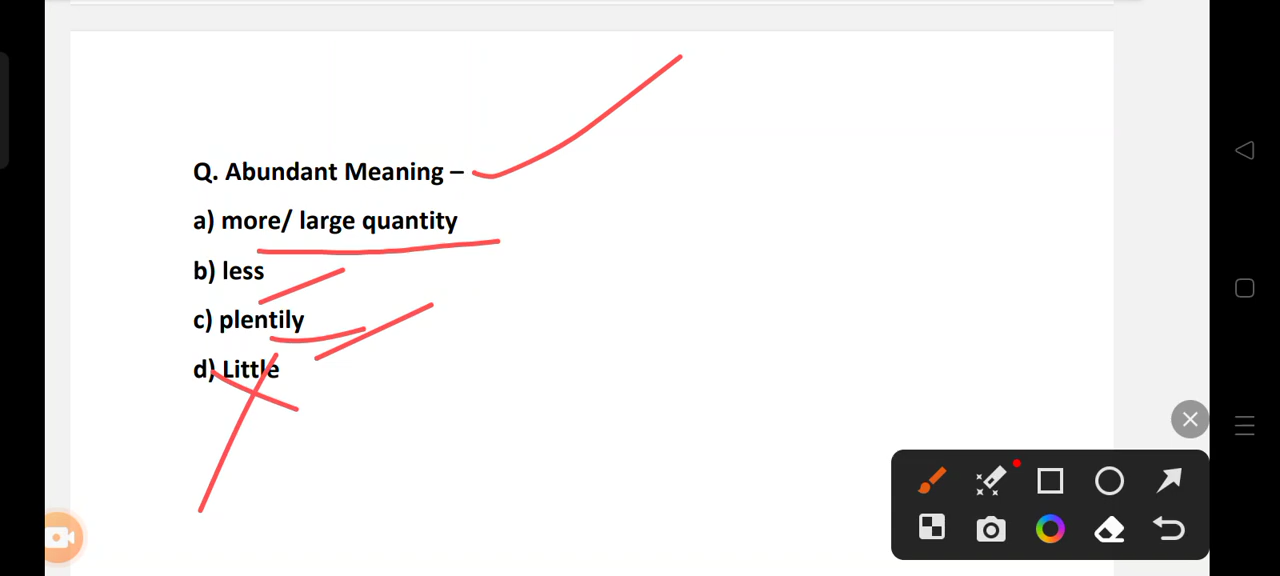 Q. Abundant Meaning –
a) more/ large quantity
b) less
c) plentily
d) Little